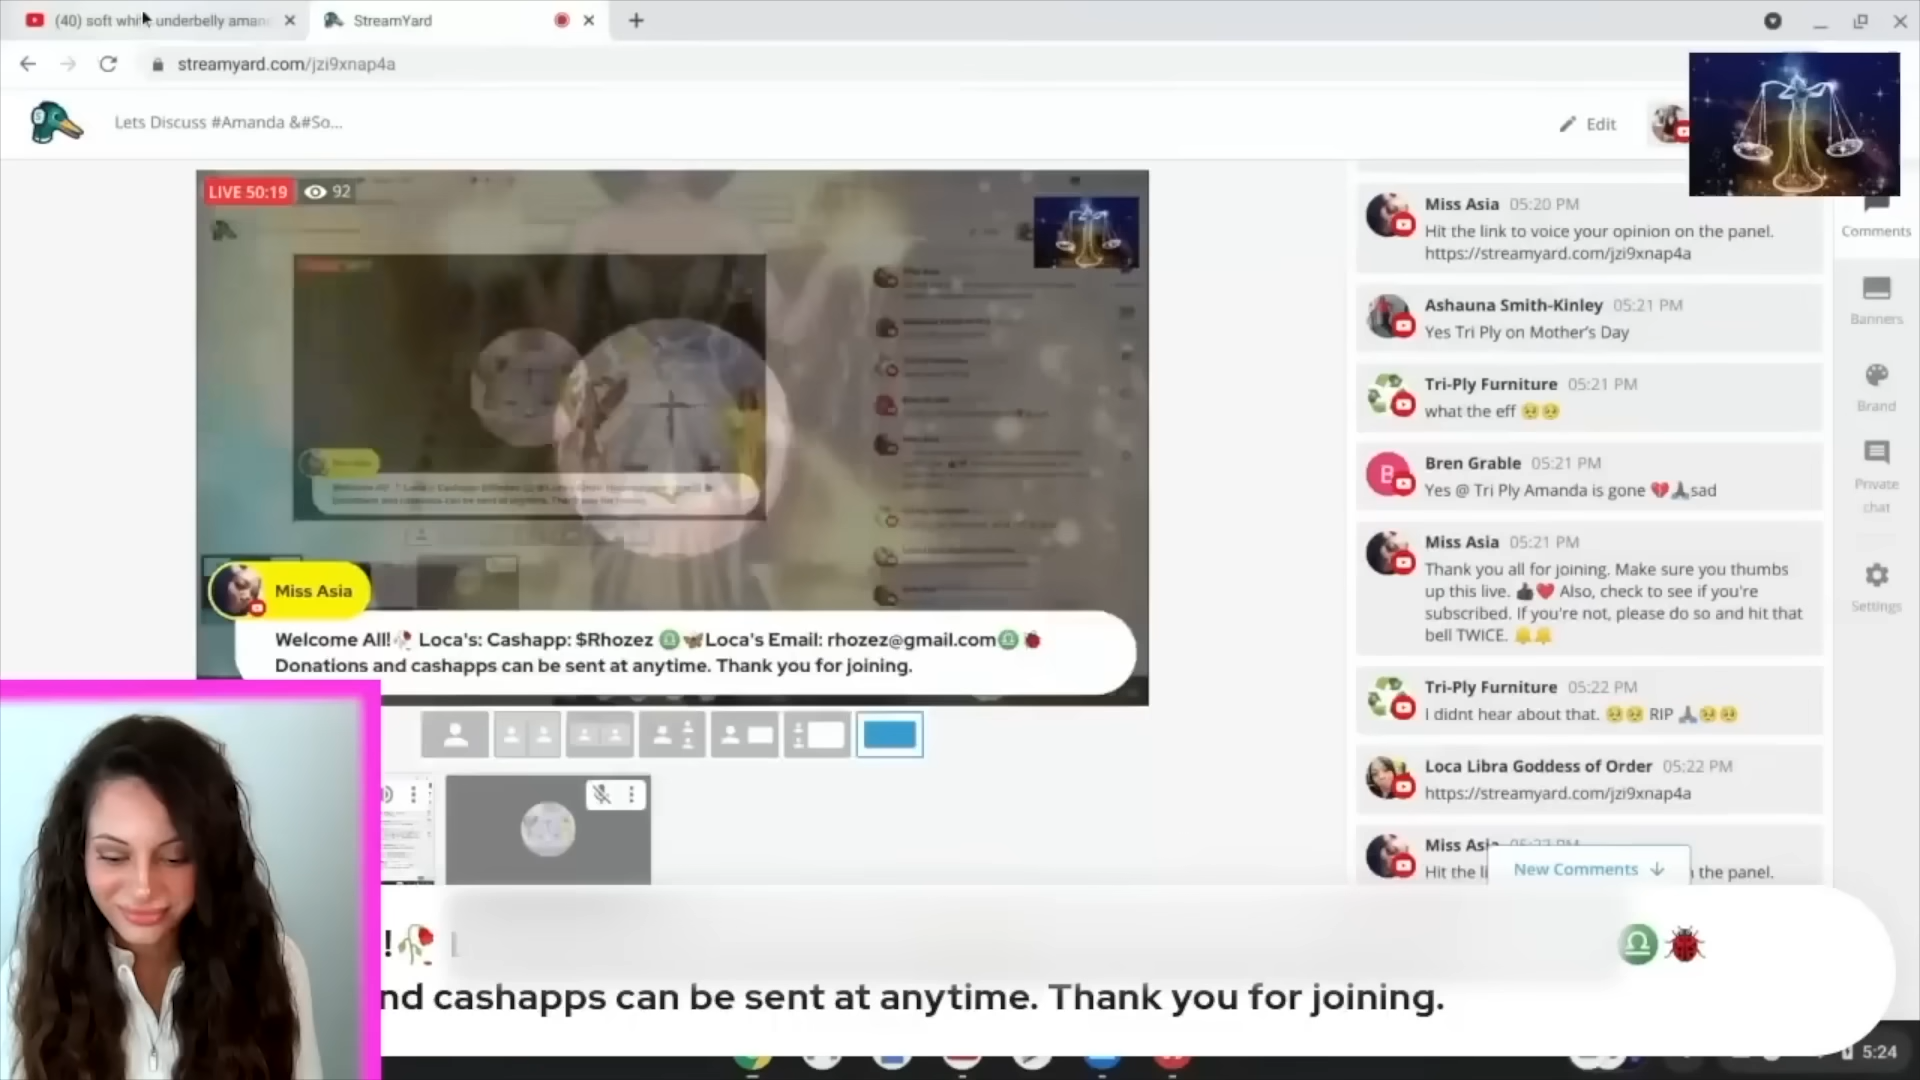 (40) soft white underbelly aman
StreamYard
streamyard.com/jzi9xnap4a
Lets Discuss #Amanda &#So...
Edit
LIVE 50:19
92
Miss Asia
Welcome All!🥀 Loca's: Cashapp: $Rhozez ♎🦋Loca's Email: rhozez@gmail.com♎🐞
Donations and cashapps can be sent at anytime. Thank you for joining.
Miss Asia 05:20 PM
Hit the link to voice your opinion on the panel.
https://streamyard.com/jzi9xnap4a
Ashauna Smith-Kinley 05:21 PM
Yes Tri Ply on Mother's Day
Tri-Ply Furniture 05:21 PM
what the eff 🥺🥺
B
Bren Grable 05:21 PM
Yes @ Tri Ply Amanda is gone 💔🙏sad
Miss Asia 05:21 PM
Thank you all for joining. Make sure you thumbs
up this live. 👍❤️ Also, check to see if you're
subscribed. If you're not, please do so and hit that
bell TWICE. 🔔🔔
Tri-Ply Furniture 05:22 PM
I didnt hear about that. 🥺🥺 RIP 🙏🥺🥺
Loca Libra Goddess of Order 05:22 PM
https://streamyard.com/jzi9xnap4a
Miss Asia
Hit the
the panel.
New Comments ↓
Comments
Banners
Brand
Private
chat
Settings
!🥀 ♎🐞
nd cashapps can be sent at anytime. Thank you for joining.
5:24